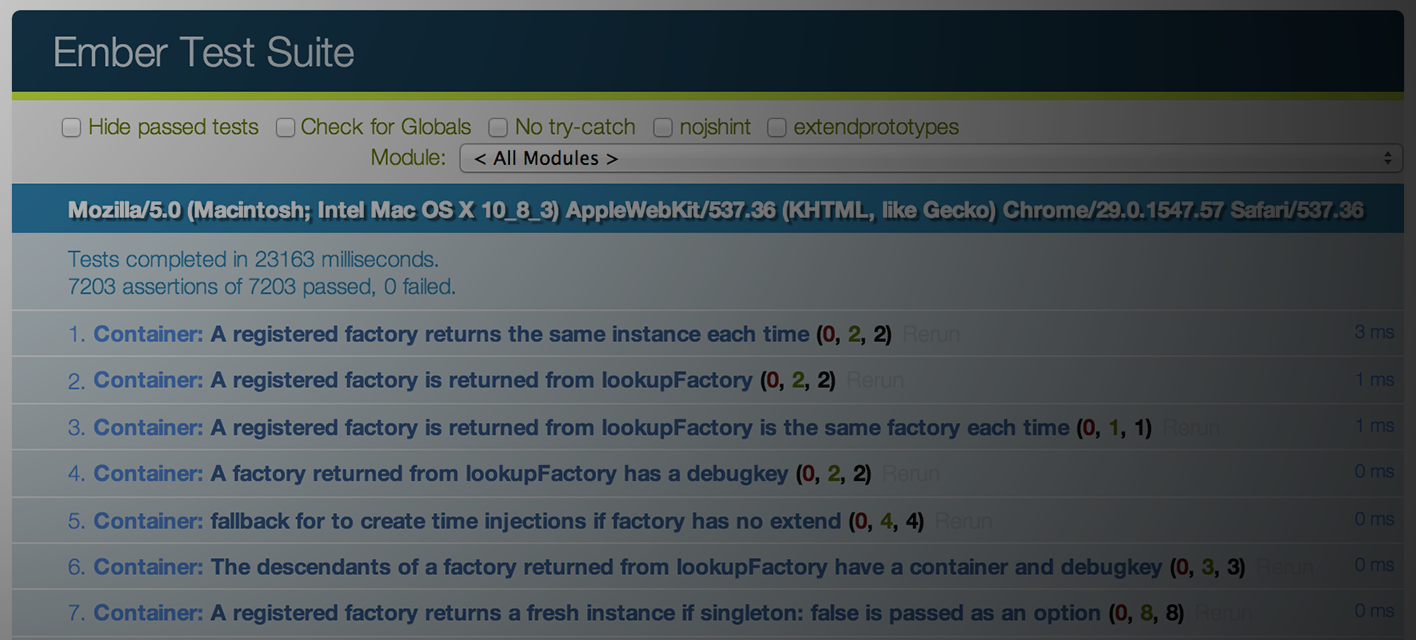 Ember Test Suite
Hide passed tests Check for Globals No try-catch nojshint extendprototypes
Module: < All Modules >
Mozilla/5.0 (Macintosh; Intel Mac OS X 10_8_3) AppleWebKit/537.36 (KHTML, like Gecko) Chrome/29.0.1547.57 Safari/537.36
Tests completed in 23163 milliseconds.
7203 assertions of 7203 passed, 0 failed.
1. Container: A registered factory returns the same instance each time (0, 2, 2) Rerun 3 ms
2. Container: A registered factory is returned from lookupFactory (0, 2, 2) Rerun 1 ms
3. Container: A registered factory is returned from lookupFactory is the same factory each time (0, 1, 1) Rerun 1 ms
4. Container: A factory returned from lookupFactory has a debugkey (0, 2, 2) Rerun 0 ms
5. Container: fallback for to create time injections if factory has no extend (0, 4, 4) Rerun 0 ms
6. Container: The descendants of a factory returned from lookupFactory have a container and debugkey (0, 3, 3) Rerun 0 ms
7. Container: A registered factory returns a fresh instance if singleton: false is passed as an option (0, 8, 8) Rerun 0 ms